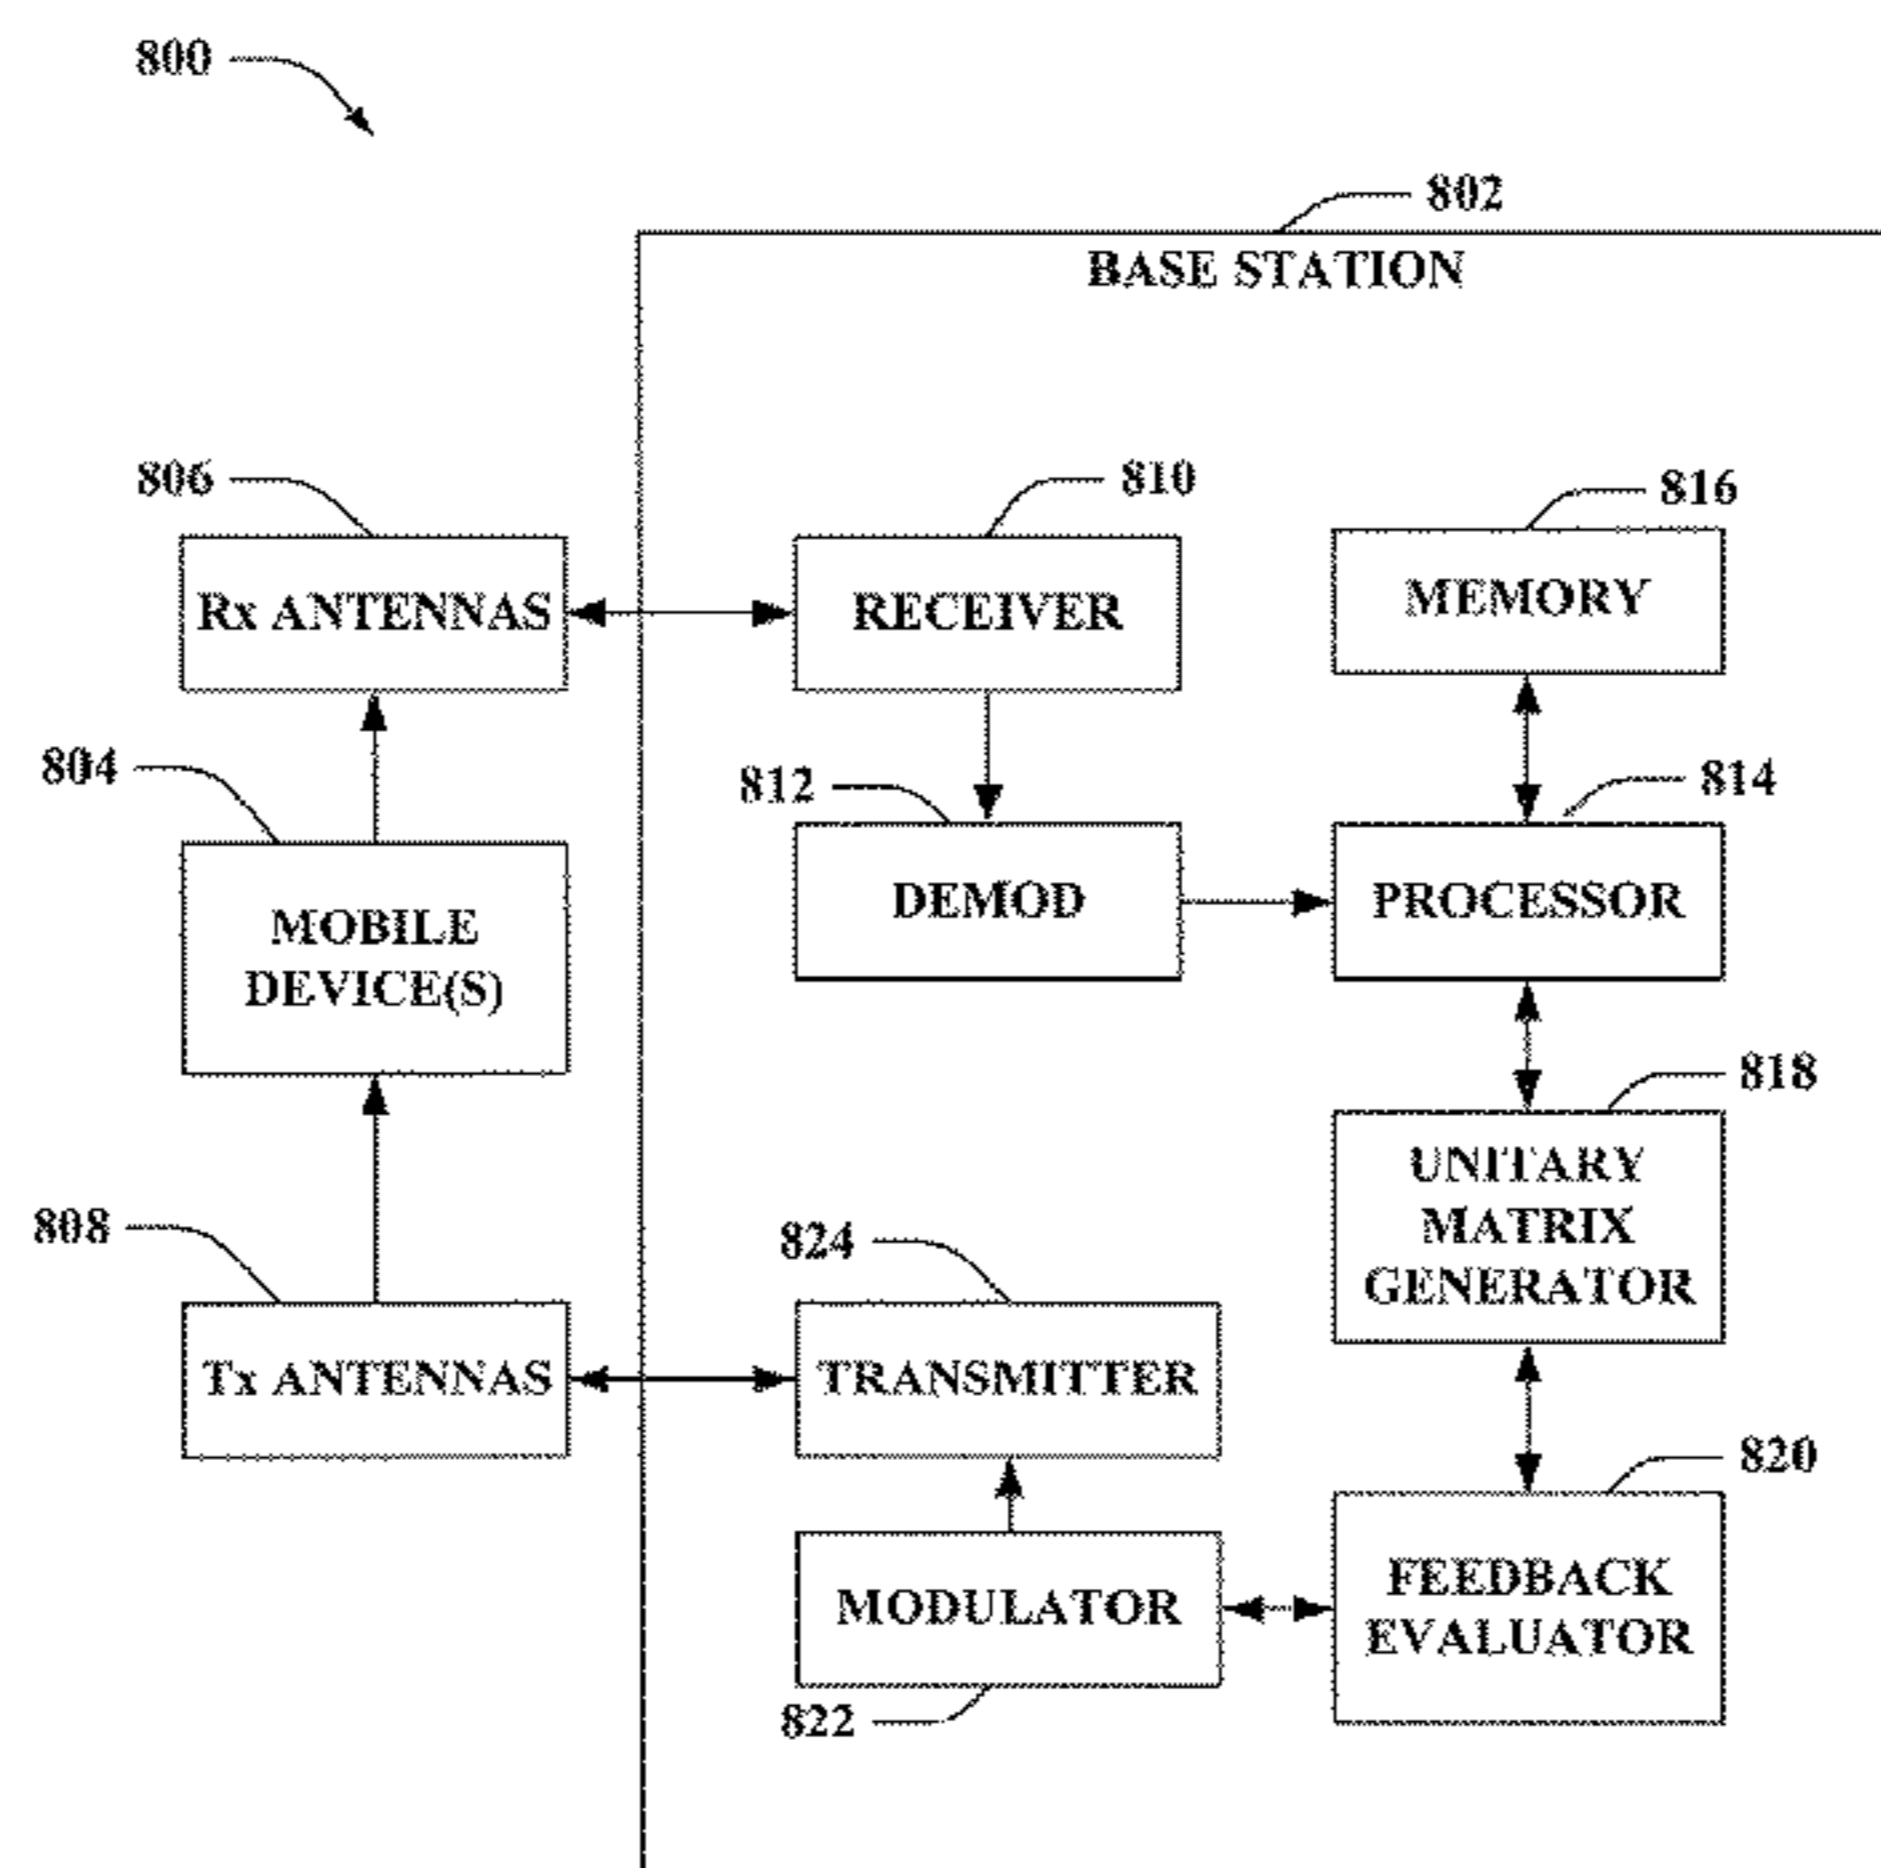 800
802
BASE STATION
806
810
816
Rx ANTENNAS
RECEIVER
MEMORY
804
812
814
MOBILE
DEVICE(S)
DEMOD
PROCESSOR
818
808
824
UNITARY
MATRIX
GENERATOR
Tx ANTENNAS
TRANSMITTER
820
MODULATOR
FEEDBACK
EVALUATOR
822